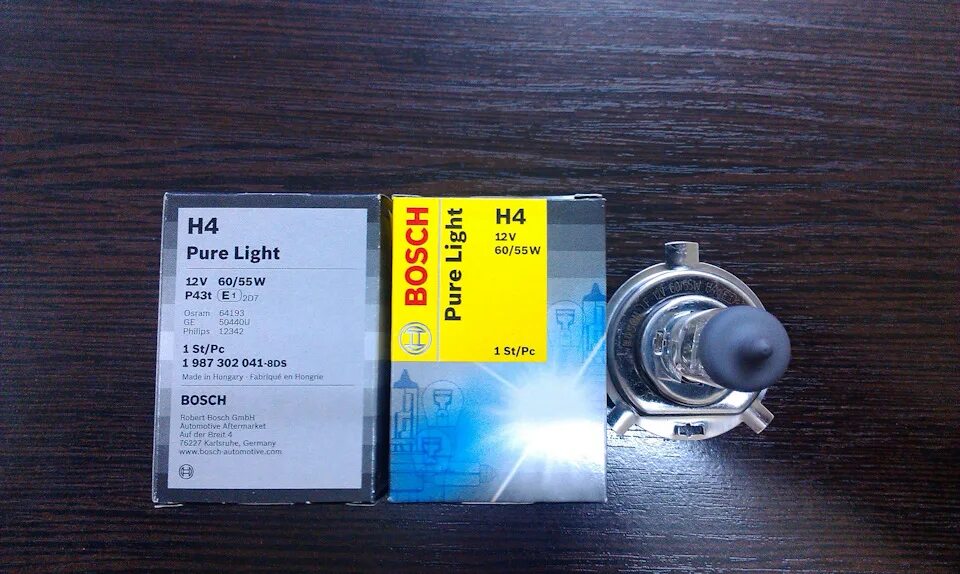 H4
Pure Light
12V 60/55W
P43t E1 2D7
Osram 64193
GE 50440U
Philips 12342
1 St/Pc
1 987 302 041-8DS
Made in Hungary · Fabriqué en Hongrie
BOSCH
Robert Bosch GmbH
Automotive Aftermarket
Auf der Breit 4
76227 Karlsruhe, Germany
www.bosch-automotive.com
BOSCH
Pure Light
H4
12V
60/55W
1 St/Pc
60/55W